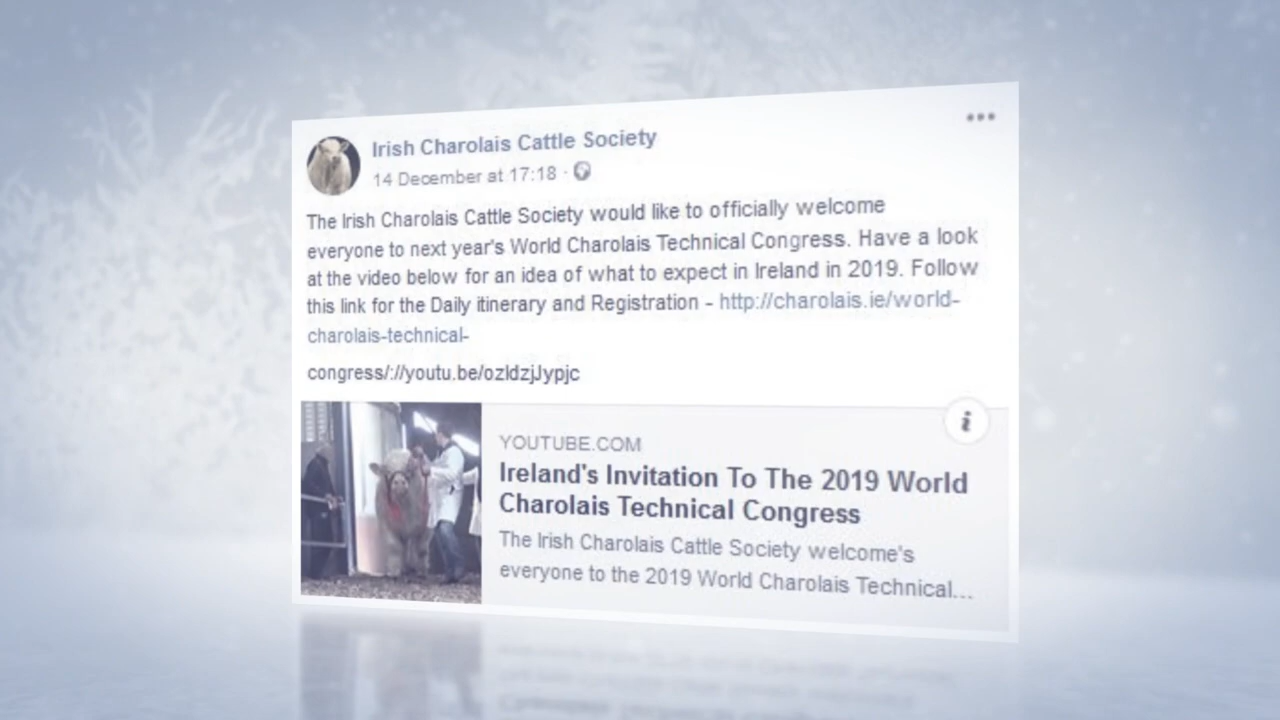 Irish Charolais Cattle Society
14 December at 17:18 ·
The Irish Charolais Cattle Society would like to officially welcome
everyone to next year's World Charolais Technical Congress. Have a look
at the video below for an idea of what to expect in Ireland in 2019. Follow
this link for the Daily itinerary and Registration - http://charolais.ie/world-
charolais-technical-
congress/://youtu.be/ozIdzjJypjc
i
YOUTUBE.COM
Ireland's Invitation To The 2019 World
Charolais Technical Congress
The Irish Charolais Cattle Society welcome's
everyone to the 2019 World Charolais Technical...